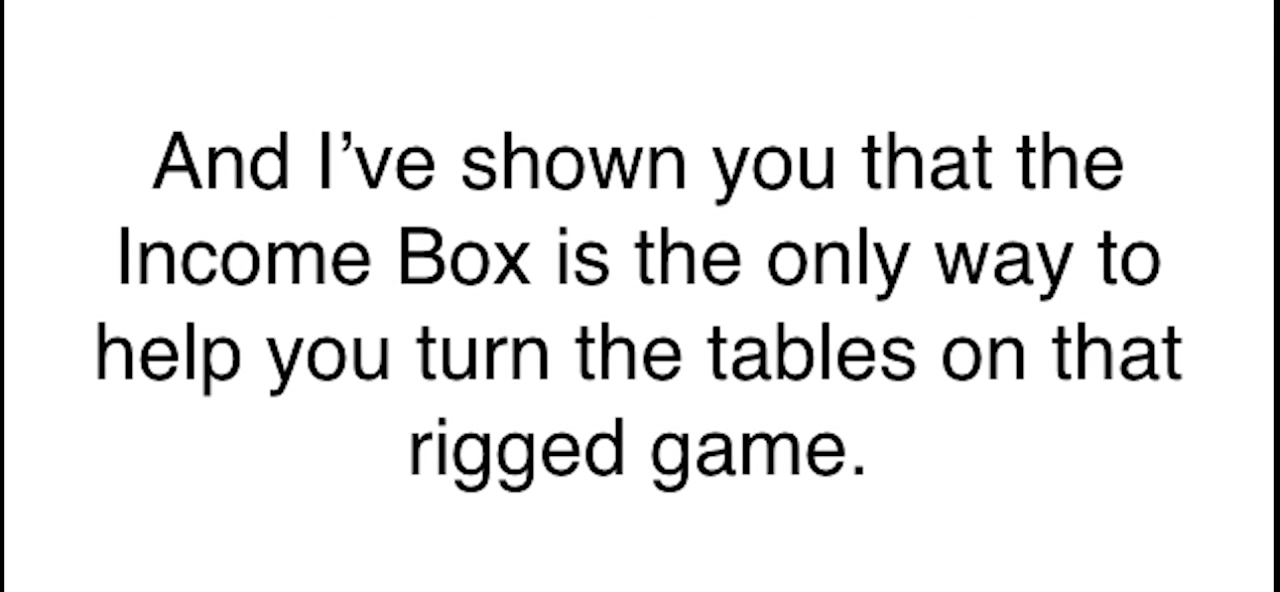 And I’ve shown you that the
Income Box is the only way to
help you turn the tables on that
rigged game.